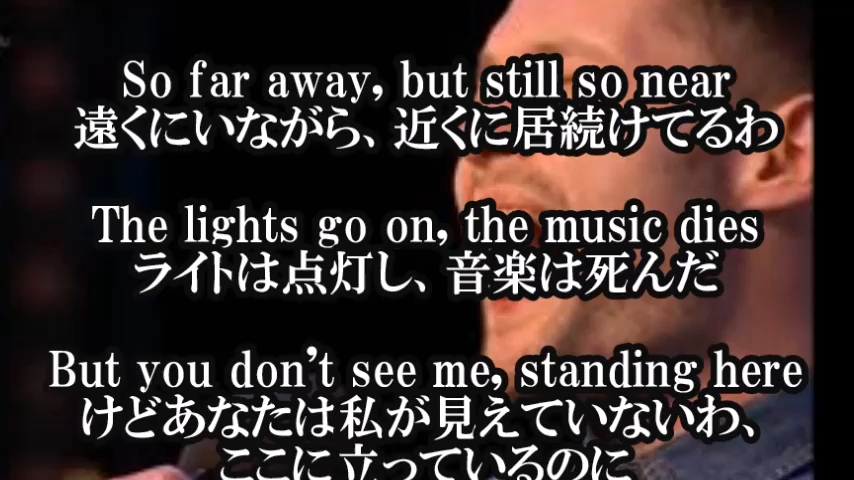 So far away, but still so near
遠くにいながら、近くに居続けてるわ
The lights go on, the music dies
ライトは点灯し、音楽は死んだ
But you don't see me, standing here
けどあなたは私が見えていないわ、
ここに立っているのに